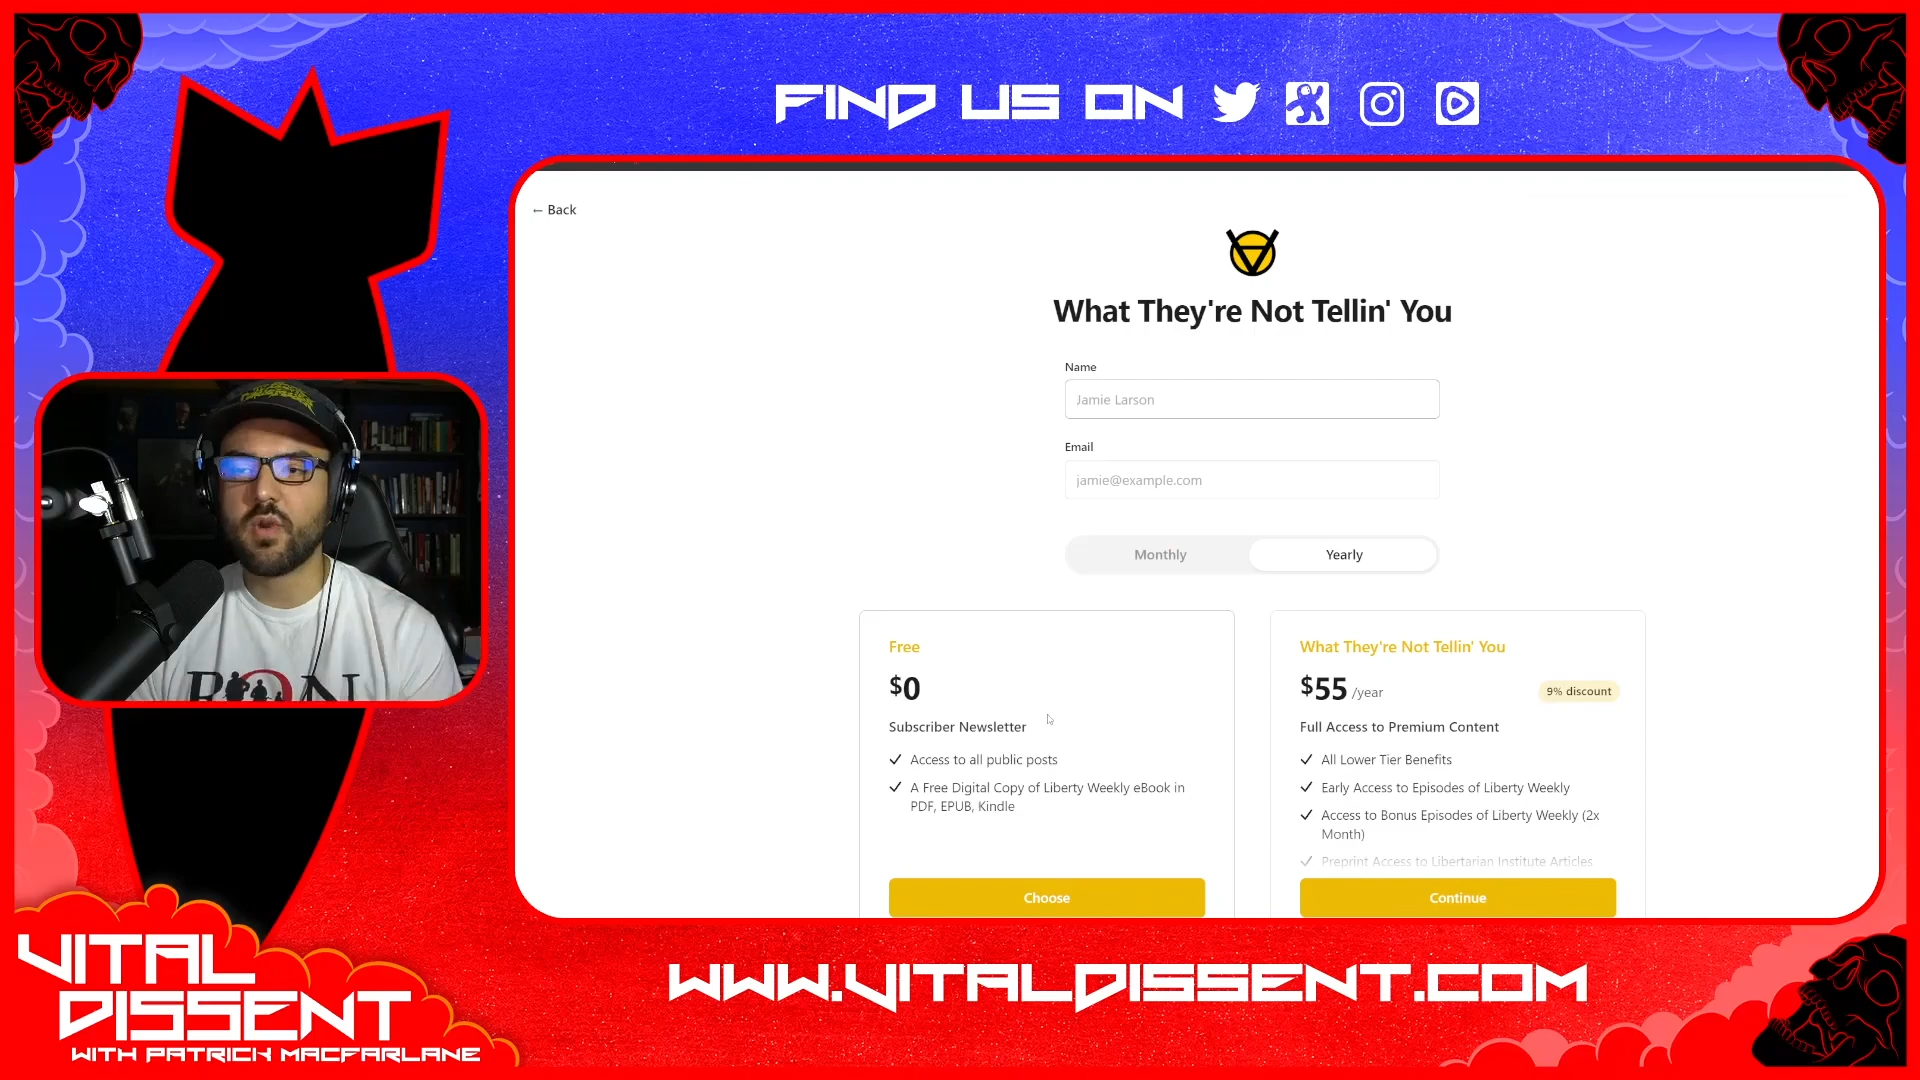 FIND US ON
← Back
What They're Not Tellin' You
Name
Jamie Larson
Email
jamie@example.com
Monthly
Yearly
Free
$0
Subscriber Newsletter
Access to all public posts
A Free Digital Copy of Liberty Weekly eBook in
PDF, EPUB, Kindle
Choose
What They're Not Tellin' You
$55 /year
9% discount
Full Access to Premium Content
All Lower Tier Benefits
Early Access to Episodes of Liberty Weekly
Access to Bonus Episodes of Liberty Weekly (2x
Month)
Preprint Access to Libertarian Institute Articles
Continue
VITAL
DISSENT
WITH PATRICK MACFARLANE
WWW.VITALDISSENT.COM